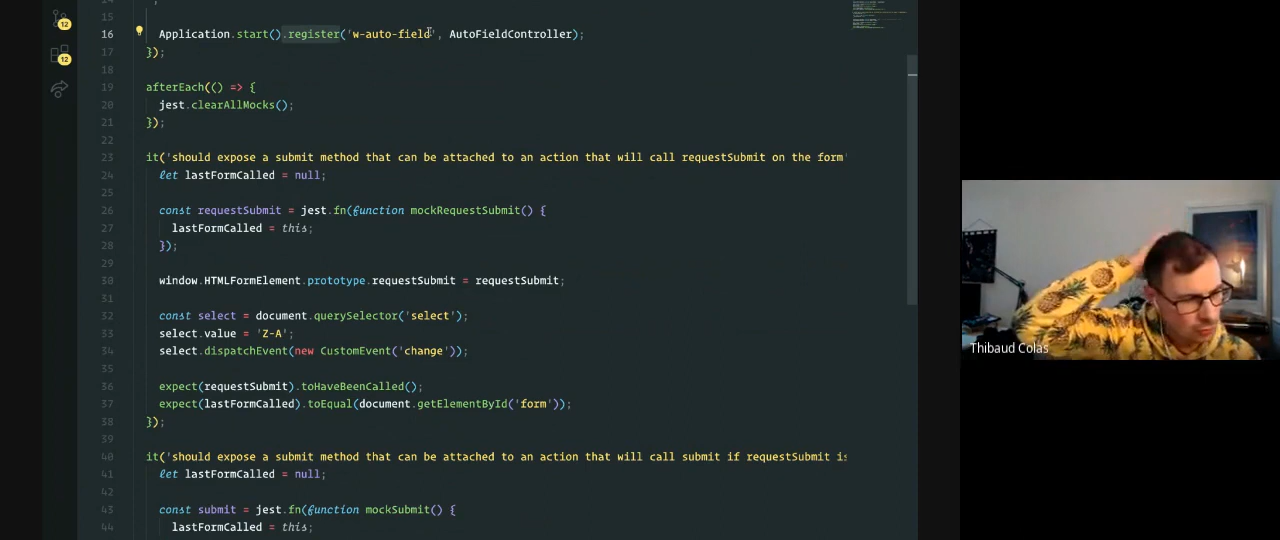 14
15
16 Application.start().register('w-auto-field', AutoFieldController);
17 });
18
19 afterEach(() => {
20 jest.clearAllMocks();
21 });
22
23 it('should expose a submit method that can be attached to an action that will call requestSubmit on the form'
24 let lastFormCalled = null;
25
26 const requestSubmit = jest.fn(function mockRequestSubmit() {
27 lastFormCalled = this;
28 });
29
30 window.HTMLFormElement.prototype.requestSubmit = requestSubmit;
31
32 const select = document.querySelector('select');
33 select.value = 'Z-A';
34 select.dispatchEvent(new CustomEvent('change'));
35
36 expect(requestSubmit).toHaveBeenCalled();
37 expect(lastFormCalled).toEqual(document.getElementById('form'));
38 });
39
40 it('should expose a submit method that can be attached to an action that will call submit if requestSubmit is
41 let lastFormCalled = null;
42
43 const submit = jest.fn(function mockSubmit() {
44 lastFormCalled = this;
12
12
Thibaud Colas